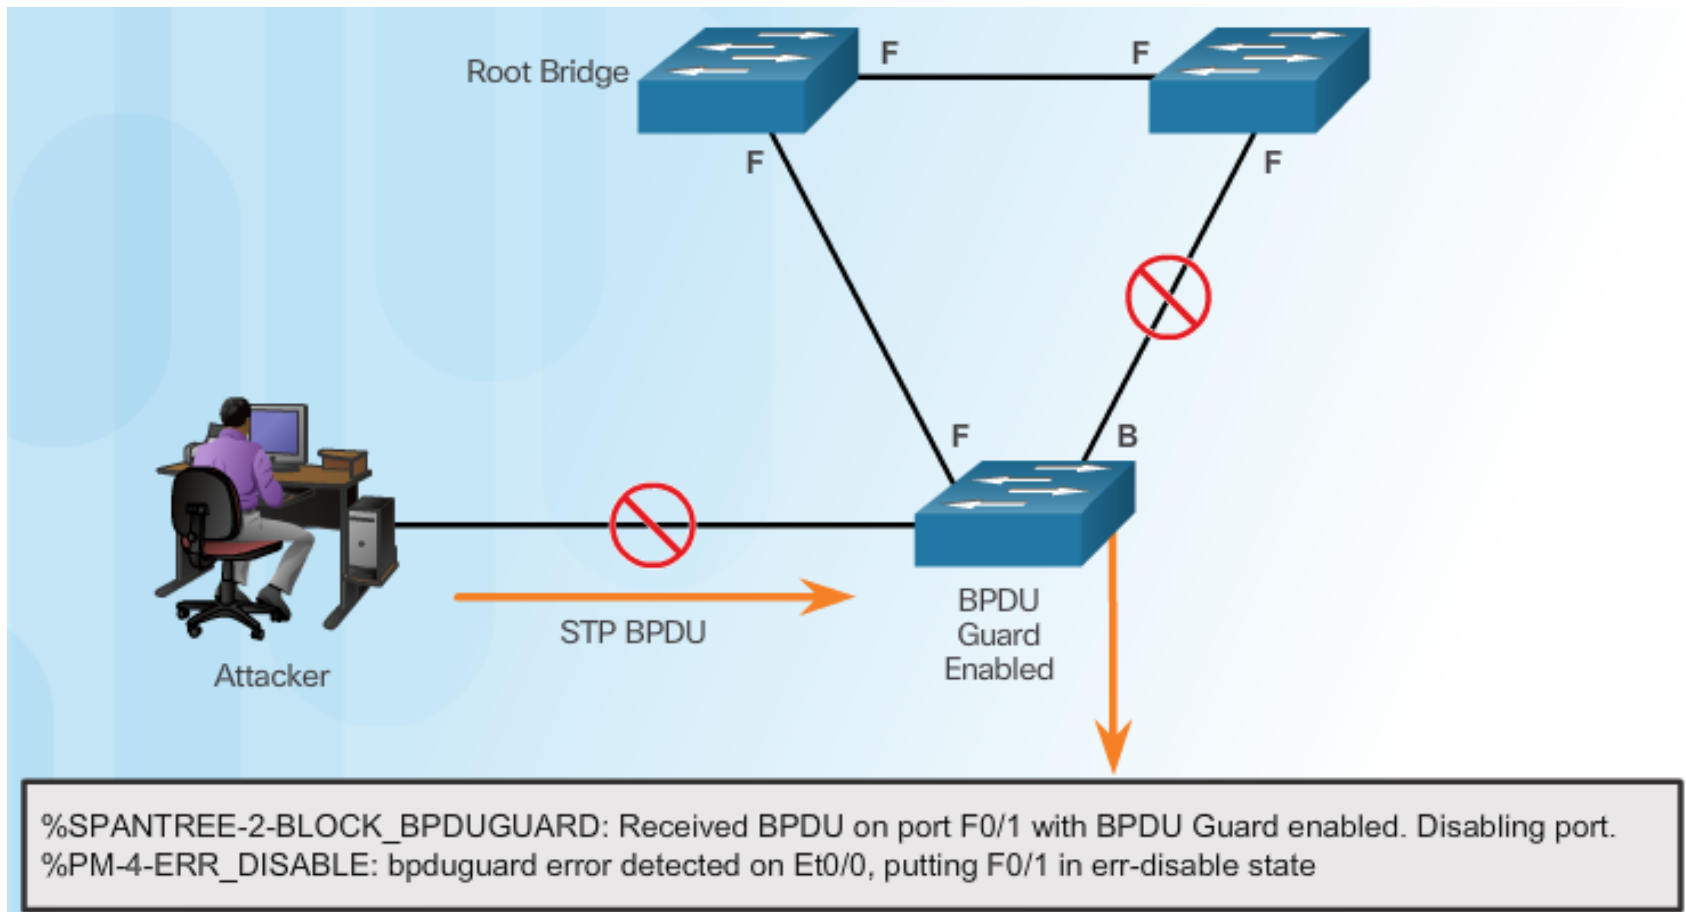 Root Bridge
F
F
F
F
F
B
STP BPDU
BPDU
Guard
Enabled
Attacker
%SPANTREE-2-BLOCK_BPDUGUARD: Received BPDU on port F0/1 with BPDU Guard enabled. Disabling port.
%PM-4-ERR_DISABLE: bpduguard error detected on Et0/0, putting F0/1 in err-disable state